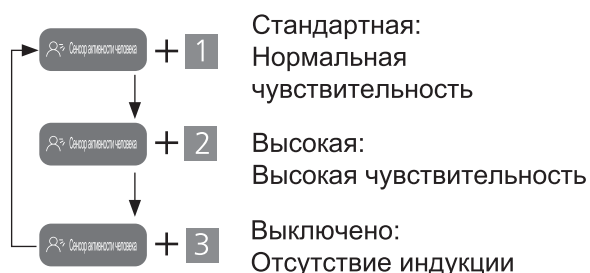 Сенсор активности человека + 1
Стандартная:
Нормальная
чувствительность
Сенсор активности человека + 2
Высокая:
Высокая чувствительность
Сенсор активности человека + 3
Выключено:
Отсутствие индукции